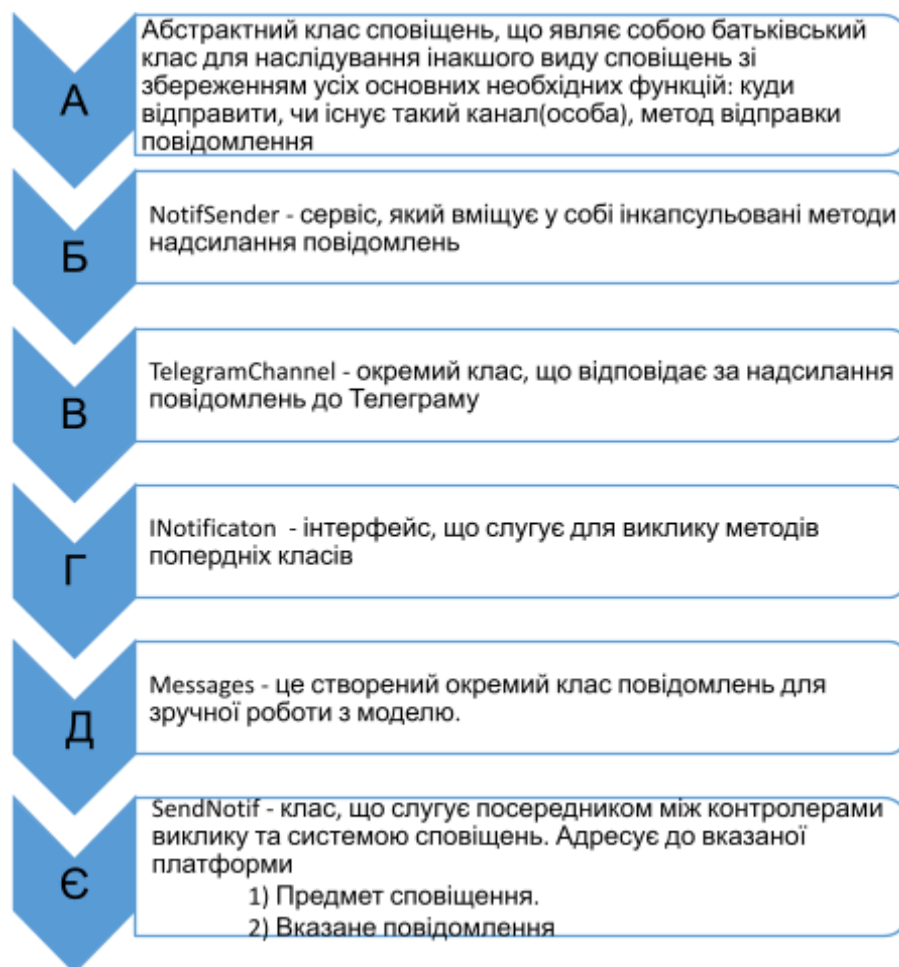 А
Абстрактний клас сповіщень, що являє собою батьківський
клас для наслідування інакшого виду сповіщень зі
збереженням усіх основних необхідних функцій: куди
відправити, чи існує такий канал(особа), метод відправки
повідомлення
Б
NotifSender - сервіс, який вміщує у собі інкапсульовані методи
надсилання повідомлень
В
TelegramChannel - окремий клас, що відповідає за надсилання
повідомлень до Телеграму
Г
INotificaton - інтерфейс, що слугує для виклику методів
попердніх класів
Д
Messages - це створений окремий клас повідомлень для
зручної роботи з моделю.
Є
SendNotif - клас, що слугує посередником між контролерами
виклику та системою сповіщень. Адресує до вказаної
платформи
1) Предмет сповіщення.
2) Вказане повідомлення